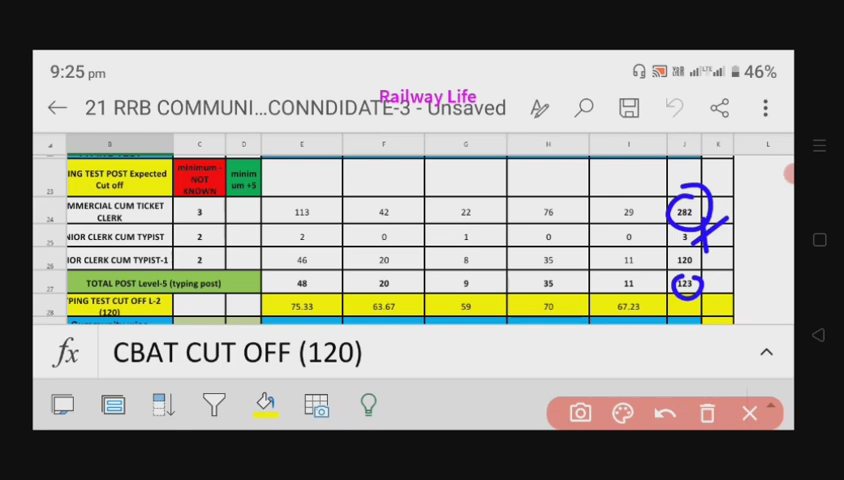 9:25 pm
46%
Railway Life
21 RRB COMMUNI...CONNDIDATE-3 - Unsaved
B C D E F G H I J K L
23 ING TEST POST Expected Cut off minimum - NOT KNOWN minim um +5
24 MMERCIAL CUM TICKET CLERK 3 113 42 22 76 29 282
25 NIOR CLERK CUM TYPIST 2 2 0 1 0 0 3
26 IOR CLERK CUM TYPIST-1 2 46 20 8 35 11 120
27 TOTAL POST Level-5 (typing post) 48 20 9 35 11 123
28 PING TEST CUT OFF L-2 (120) 75.33 63.67 59 70 67.23
fx CBAT CUT OFF (120)